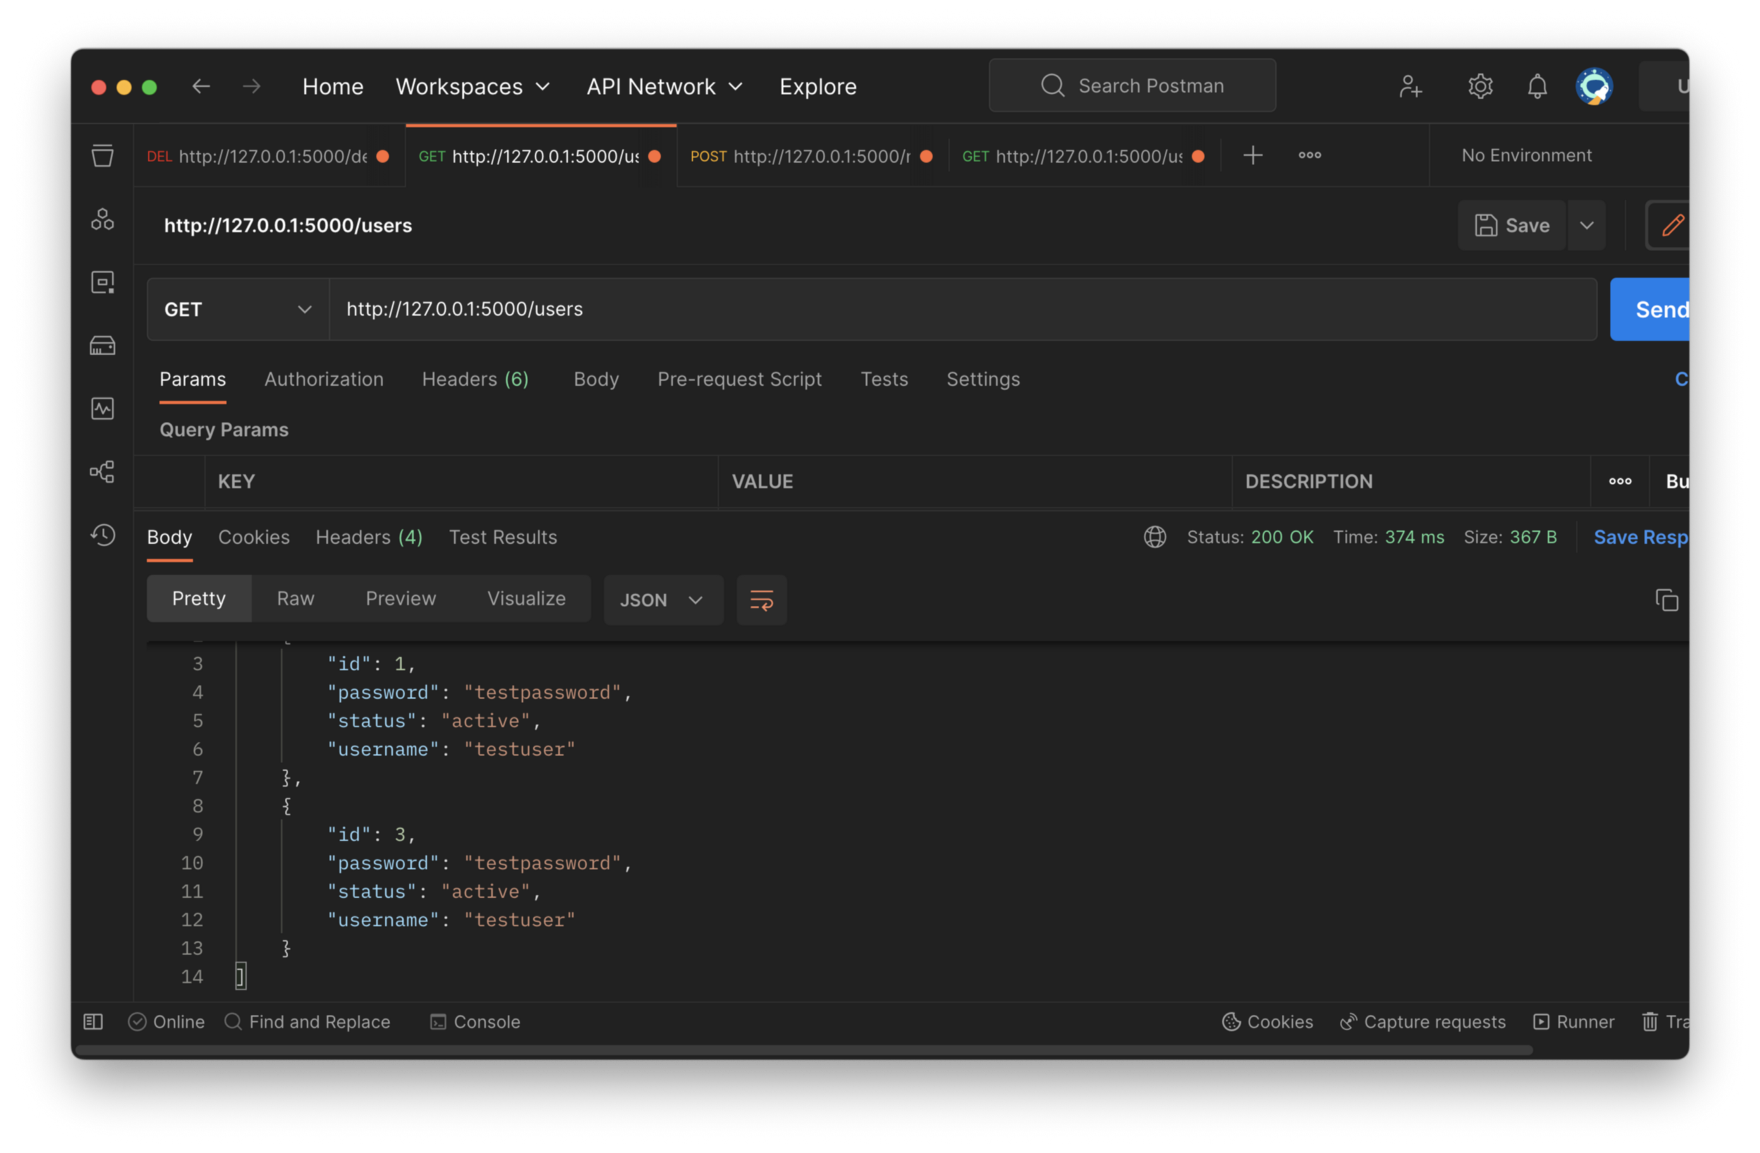 Home Workspaces API Network Explore Search Postman U
DEL http://127.0.0.1:5000/de GET http://127.0.0.1:5000/us POST http://127.0.0.1:5000/r GET http://127.0.0.1:5000/us No Environment
http://127.0.0.1:5000/users Save
GET http://127.0.0.1:5000/users Send
Params Authorization Headers (6) Body Pre-request Script Tests Settings C
Query Params
KEY VALUE DESCRIPTION Bu
Body Cookies Headers (4) Test Results Status: 200 OK Time: 374 ms Size: 367 B Save Resp
Pretty Raw Preview Visualize JSON
3 "id": 1,
4 "password": "testpassword",
5 "status": "active",
6 "username": "testuser"
7 },
8 {
9 "id": 3,
10 "password": "testpassword",
11 "status": "active",
12 "username": "testuser"
13 }
14 ]
Online Find and Replace Console Cookies Capture requests Runner Tra